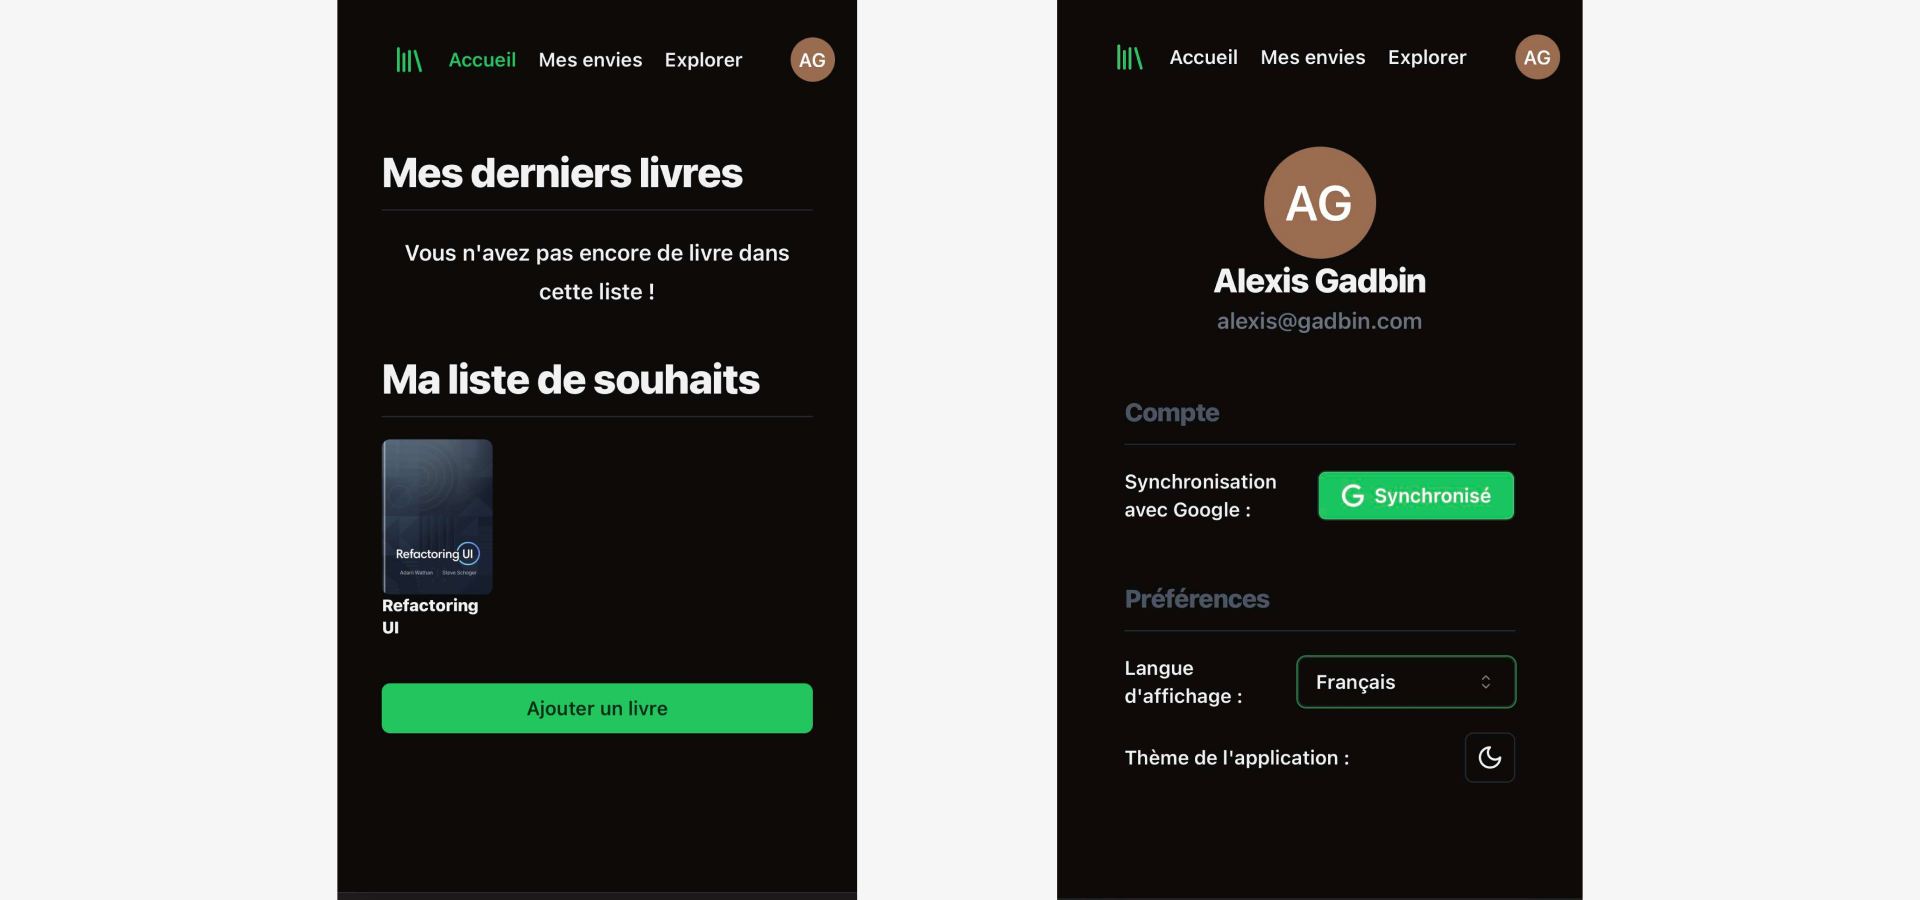 Accueil Mes envies Explorer AG
Mes derniers livres
Vous n'avez pas encore de livre dans
cette liste !
Ma liste de souhaits
Refactoring UI
Adam Wathan Steve Schoger
Refactoring
UI
Ajouter un livre
Accueil Mes envies Explorer AG
AG
Alexis Gadbin
alexis@gadbin.com
Compte
Synchronisation
avec Google :
G Synchronisé
Préférences
Langue
d'affichage :
Français
Thème de l'application :